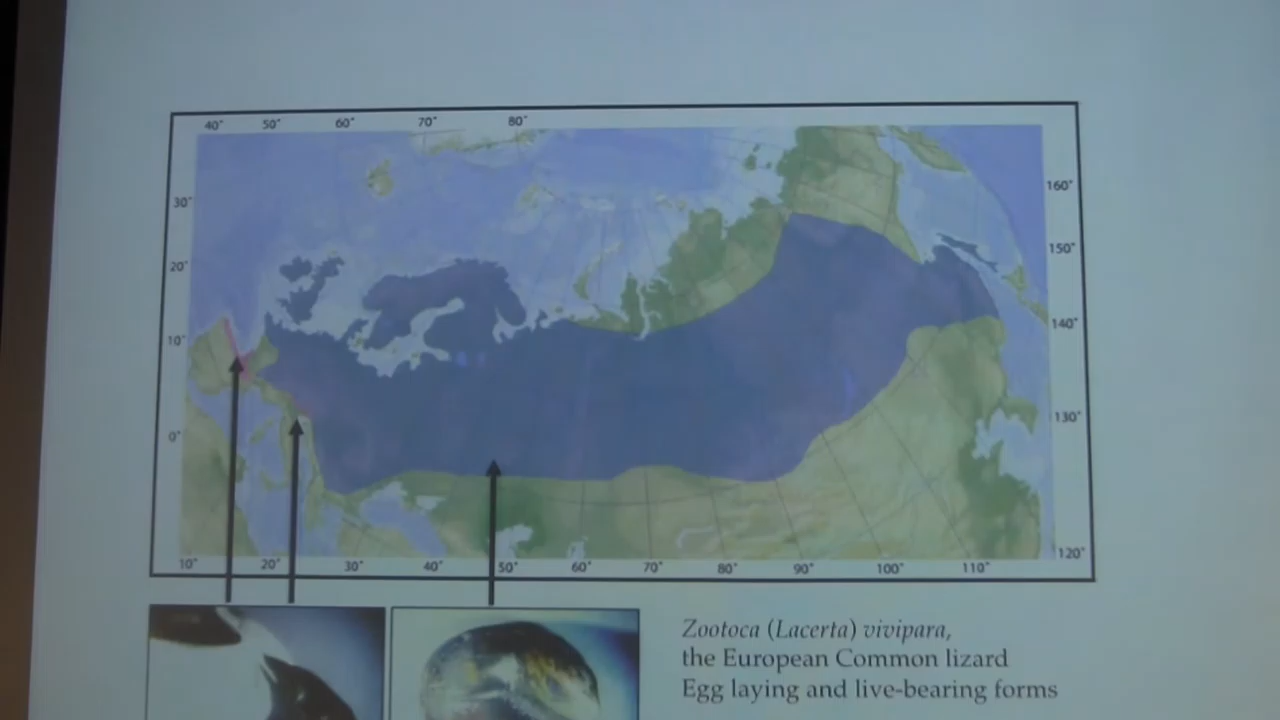 40° 50° 60° 70° 80°
30° 160°
20° 150°
10° 140°
0° 130°
120°
10° 20° 30° 40° 50° 60° 70° 80° 90° 100° 110°
Zootoca (Lacerta) vivipara,
the European Common lizard
Egg laying and live-bearing forms